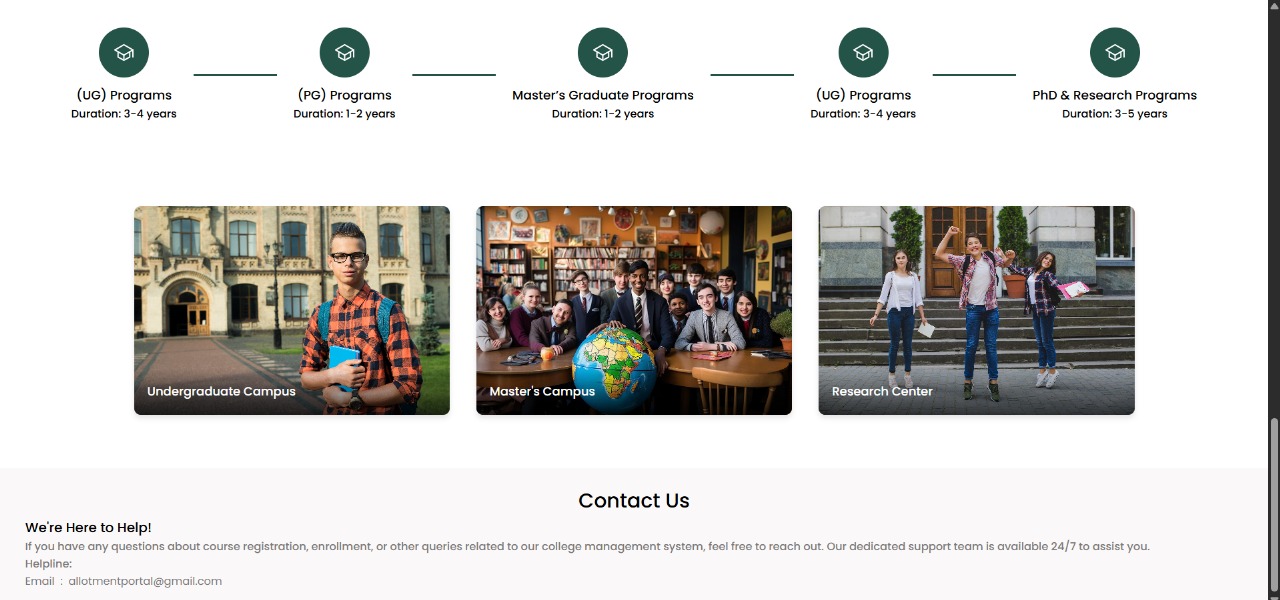 (UG) Programs
Duration: 3-4 years
(PG) Programs
Duration: 1-2 years
Master’s Graduate Programs
Duration: 1-2 years
(UG) Programs
Duration: 3-4 years
PhD & Research Programs
Duration: 3-5 years
Undergraduate Campus
Master's Campus
Research Center
Contact Us
We're Here to Help!
If you have any questions about course registration, enrollment, or other queries related to our college management system, feel free to reach out. Our dedicated support team is available 24/7 to assist you.
Helpline:
Email : allotmentportal@gmail.com